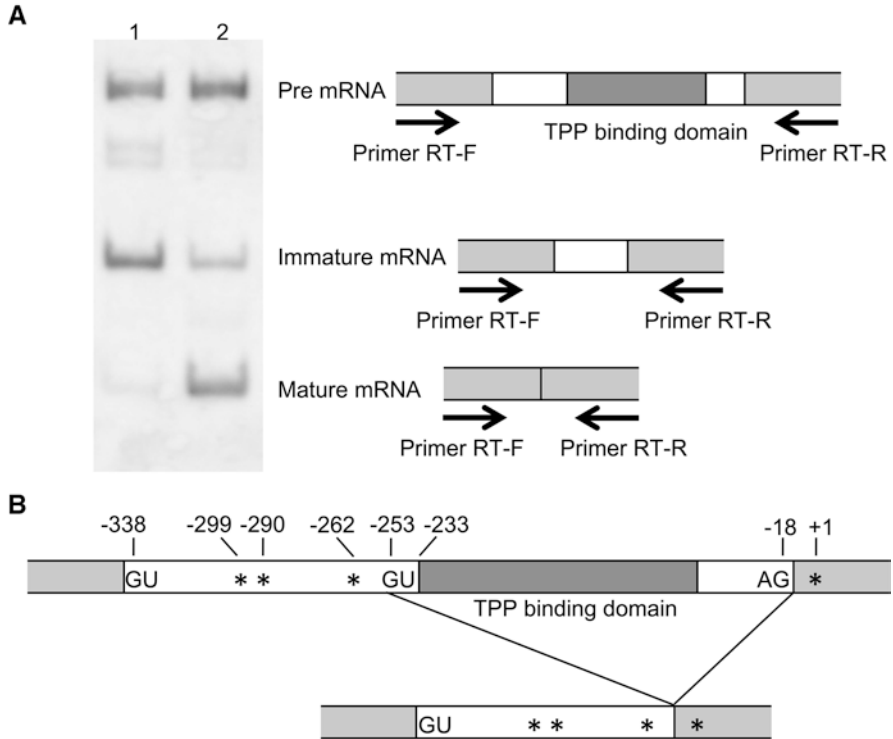 A
1 2
Pre mRNA
TPP binding domain
Primer RT-F Primer RT-R
Immature mRNA
Primer RT-F Primer RT-R
Mature mRNA
Primer RT-F Primer RT-R
B
-338 -299 -290 -262 -253 -233 -18 +1
GU * * * GU AG *
TPP binding domain
GU * * * *